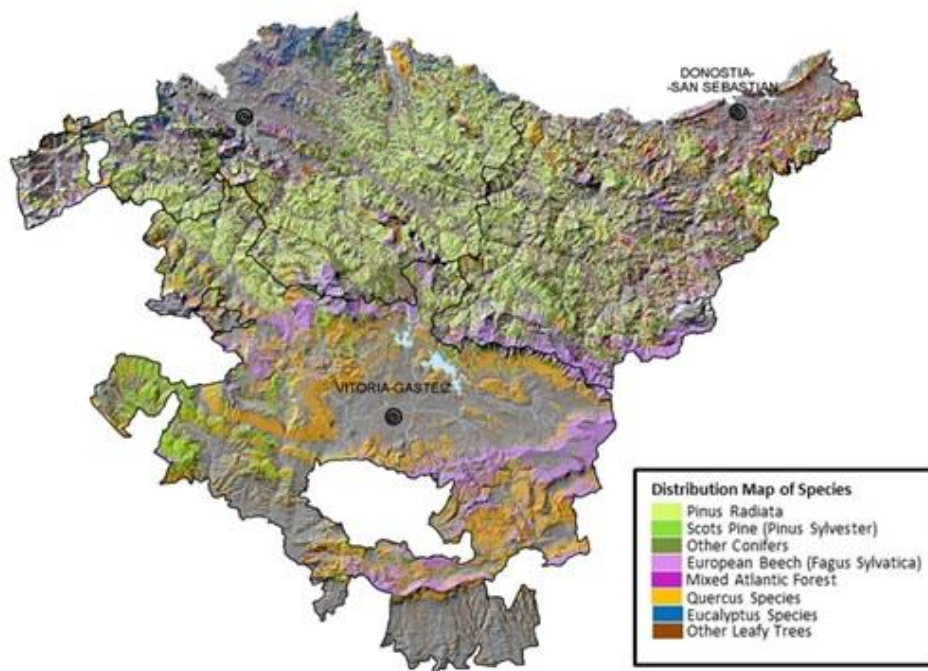 DONOSTIA-
-SAN SEBASTIAN
VITORIA-GASTEIZ
Distribution Map of Species
Pinus Radiata
Scots Pine (Pinus Sylvester)
Other Conifers
European Beech (Fagus Sylvatica)
Mixed Atlantic Forest
Quercus Species
Eucalyptus Species
Other Leafy Trees